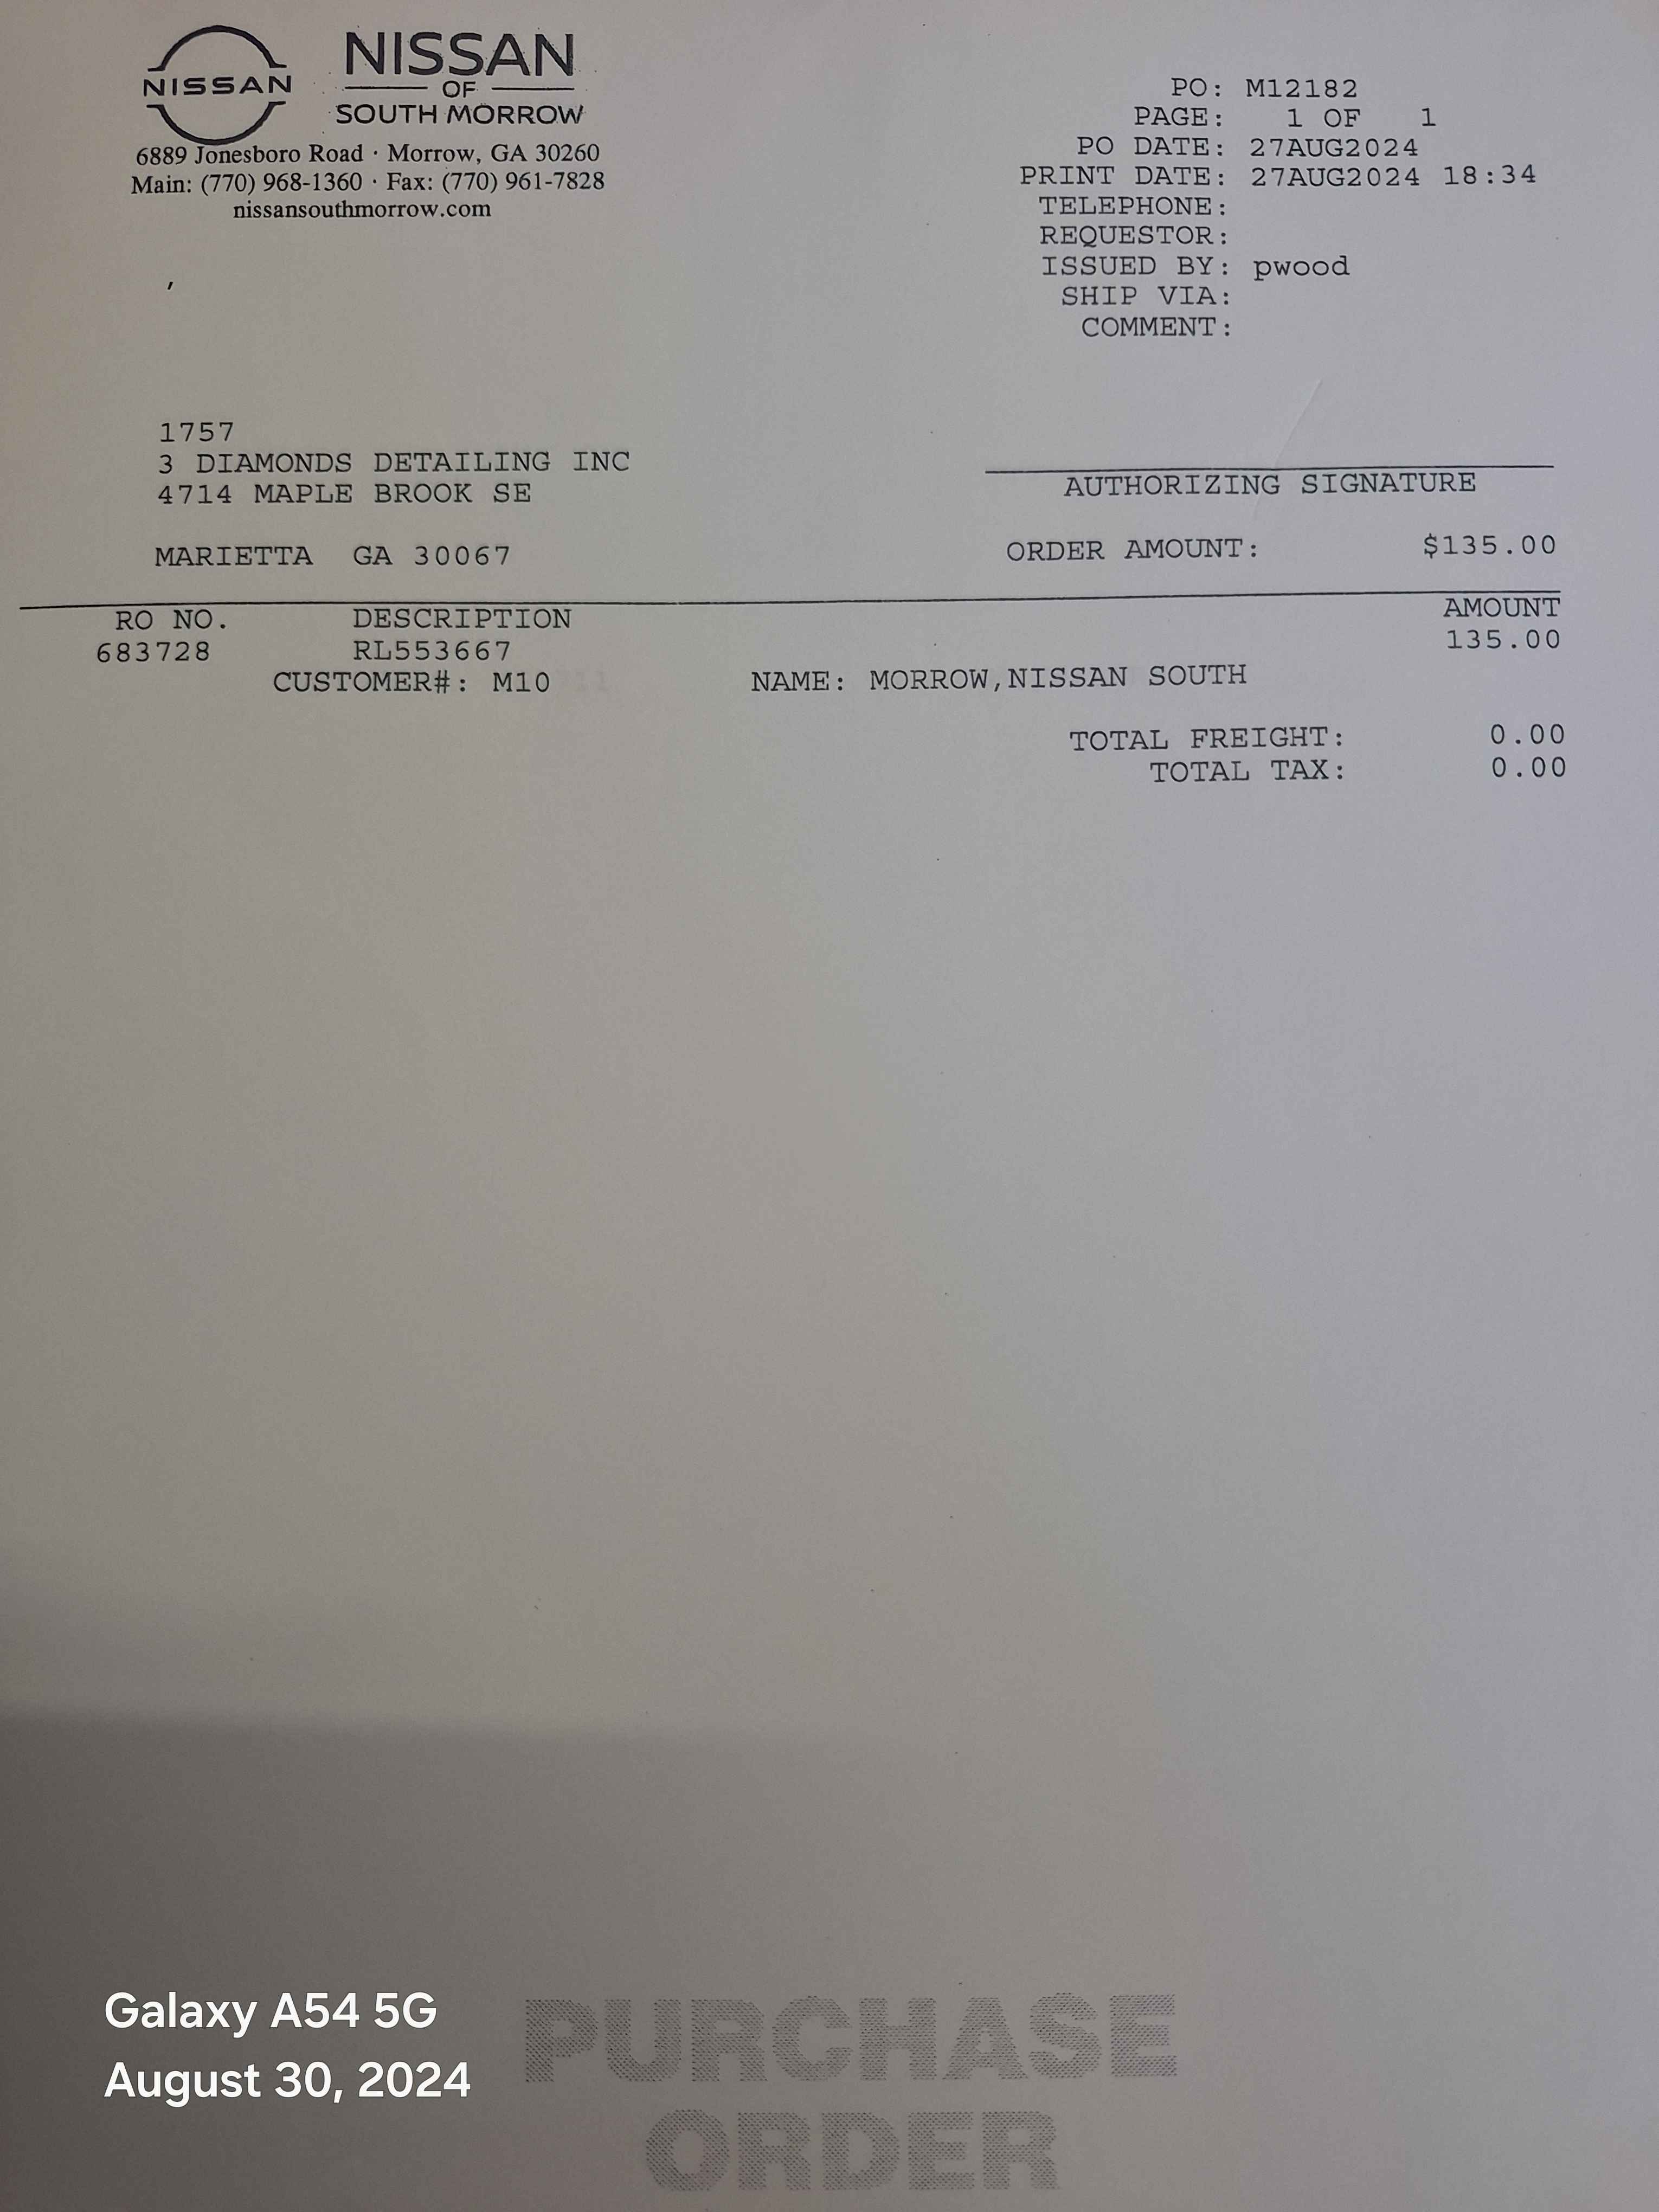 NISSAN
NISSAN
OF
SOUTH MORROW
6889 Jonesboro Road · Morrow, GA 30260
Main: (770) 968-1360 · Fax: (770) 961-7828
nissansouthmorrow.com
PO: M12182
PAGE: 1 OF 1
PO DATE: 27AUG2024
PRINT DATE: 27AUG2024 18:34
TELEPHONE:
REQUESTOR:
ISSUED BY: pwood
SHIP VIA:
COMMENT:
,
1757
3 DIAMONDS DETAILING INC
4714 MAPLE BROOK SE
MARIETTA GA 30067
AUTHORIZING SIGNATURE
ORDER AMOUNT: $135.00
RO NO. DESCRIPTION AMOUNT
683728 RL553667 135.00
CUSTOMER#: M10 NAME: MORROW,NISSAN SOUTH
TOTAL FREIGHT: 0.00
TOTAL TAX: 0.00
Galaxy A54 5G
August 30, 2024
PURCHASE
ORDER